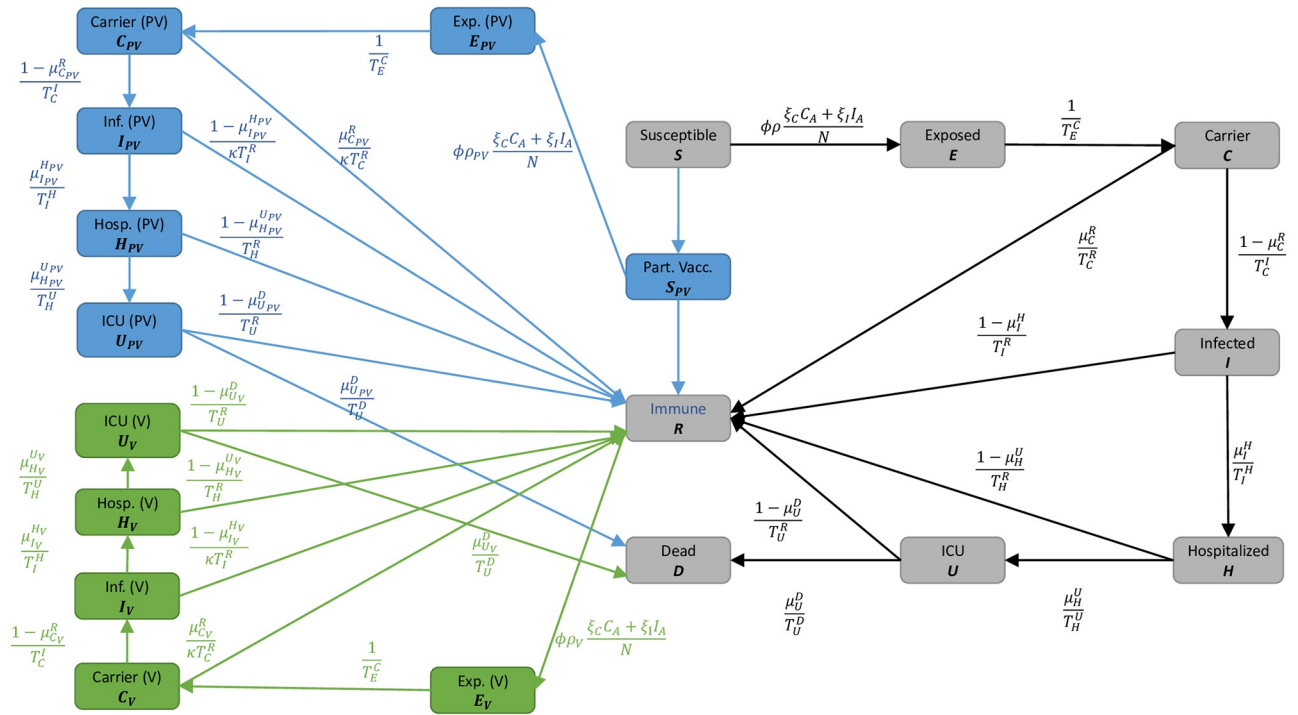 Carrier (PV)
C_PV
Exp. (PV)
E_PV
1/T_E^C
(1 − μ_{C_PV}^R)/T_C^I
Inf. (PV)
I_PV
(1 − μ_{I_PV}^{H_PV})/(κT_I^R)
μ_{C_PV}^R/(κT_C^R)
ϕρ_PV (ξ_C C_A + ξ_I I_A)/N
Susceptible
S
ϕρ (ξ_C C_A + ξ_I I_A)/N
Exposed
E
1/T_E^C
Carrier
C
μ_{I_PV}^{H_PV}/T_I^H
Hosp. (PV)
H_PV
(1 − μ_{H_PV}^{U_PV})/T_H^R
Part. Vacc.
S_PV
μ_C^R/T_C^R
(1 − μ_C^R)/T_C^I
μ_{H_PV}^{U_PV}/T_H^U
ICU (PV)
U_PV
(1 − μ_{U_PV}^D)/T_U^R
(1 − μ_I^H)/T_I^R
Infected
I
μ_{U_PV}^D/T_U^D
(1 − μ_{U_V}^D)/T_U^R
ICU (V)
U_V
Immune
R
μ_{H_V}^{U_V}/T_H^U
(1 − μ_{H_V}^{U_V})/T_H^R
(1 − μ_H^U)/T_H^R
μ_I^H/T_I^H
Hosp. (V)
H_V
μ_{I_V}^{H_V}/T_I^H
(1 − μ_{I_V}^{H_V})/(κT_I^R)
μ_{U_V}^D/T_U^D
(1 − μ_U^D)/T_U^R
Dead
D
ICU
U
Hospitalized
H
Inf. (V)
I_V
μ_U^D/T_U^D
μ_H^U/T_H^U
(1 − μ_{C_V}^R)/T_C^I
μ_{C_V}^R/(κT_C^R)
1/T_E^C
ϕρ_V (ξ_C C_A + ξ_I I_A)/N
Carrier (V)
C_V
Exp. (V)
E_V